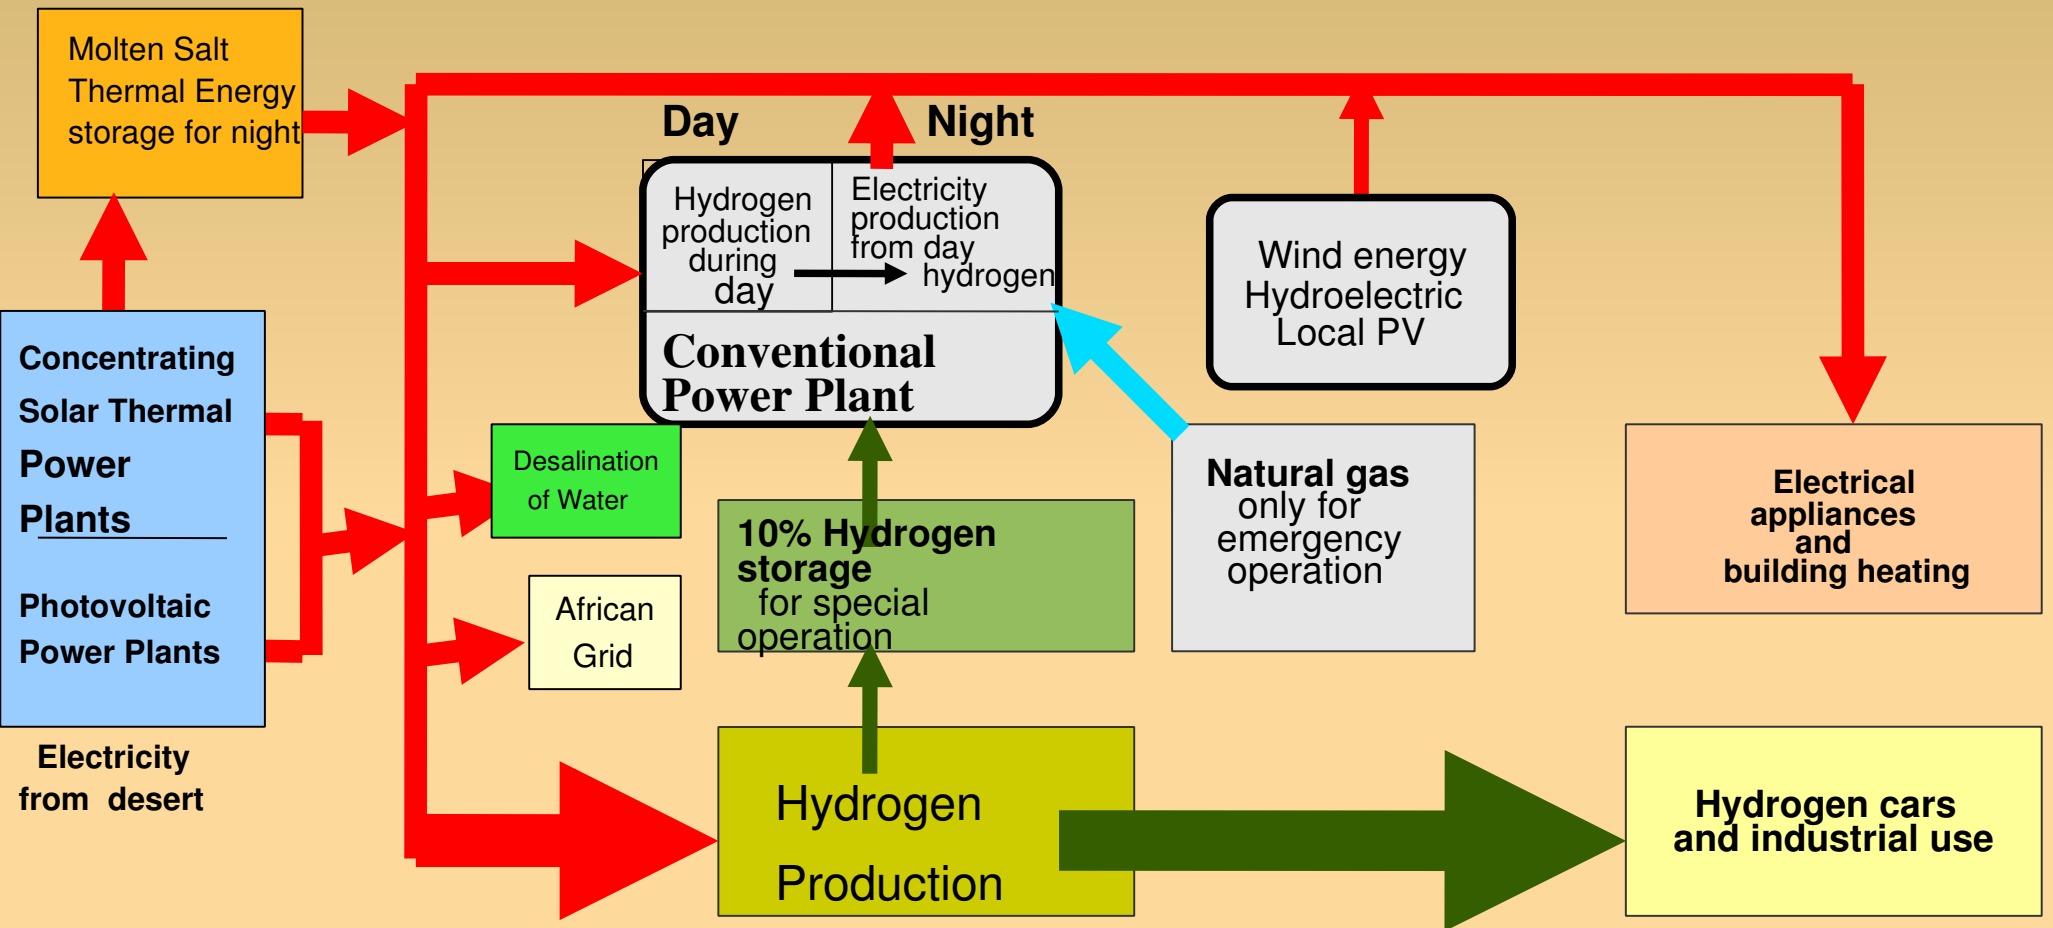 Molten Salt
Thermal Energy
storage for night
Day
Night
Hydrogen
production
during
day
Electricity
production
from day
hydrogen
Conventional
Power Plant
Wind energy
Hydroelectric
Local PV
Concentrating
Solar Thermal
Power
Plants
Photovoltaic
Power Plants
Electricity
from desert
Desalination
of Water
African
Grid
10% Hydrogen
storage
for special
operation
Natural gas
only for
emergency
operation
Electrical
appliances
and
building heating
Hydrogen
Production
Hydrogen cars
and industrial use